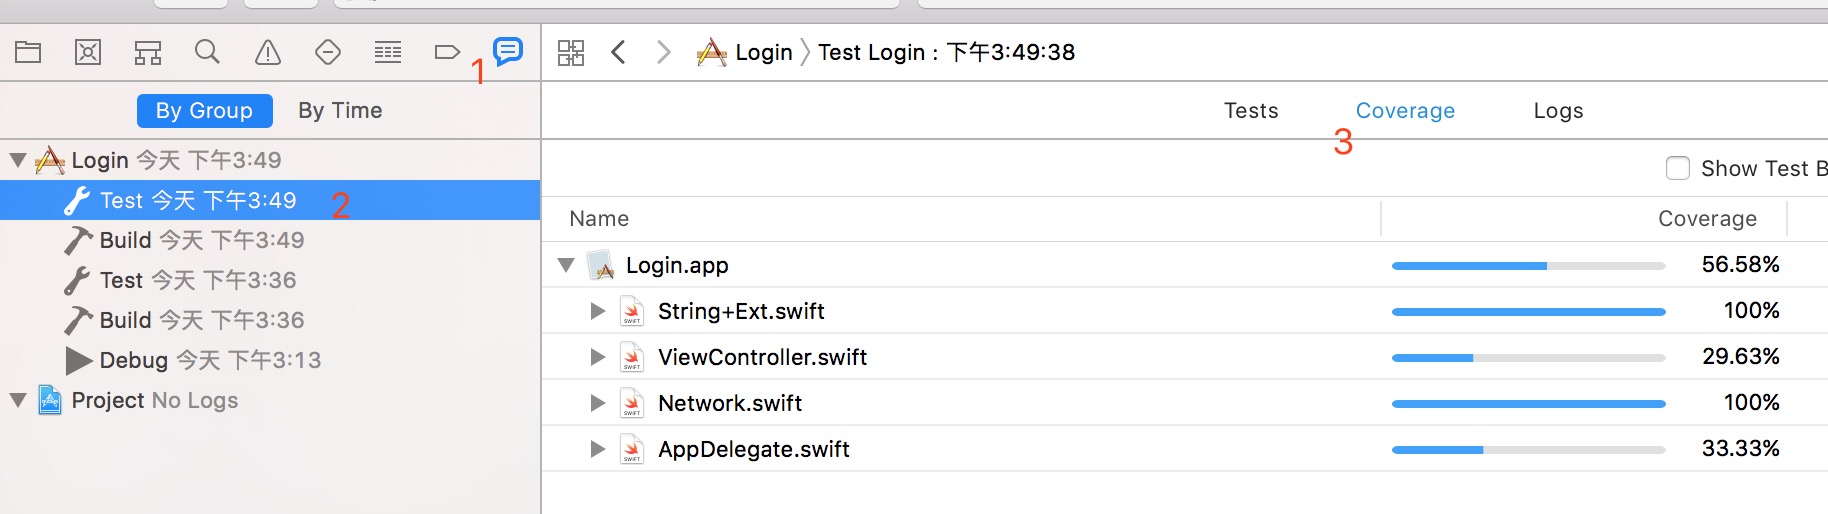 Login 〉 Test Login : 下午3:49:38
1
By Group By Time
Tests Coverage Logs
3
Login 今天 下午3:49
Show Test B
Test 今天 下午3:49 2
Name Coverage
Build 今天 下午3:49
Login.app 56.58%
Test 今天 下午3:36
String+Ext.swift 100%
Build 今天 下午3:36
ViewController.swift 29.63%
Debug 今天 下午3:13
Project No Logs
Network.swift 100%
AppDelegate.swift 33.33%